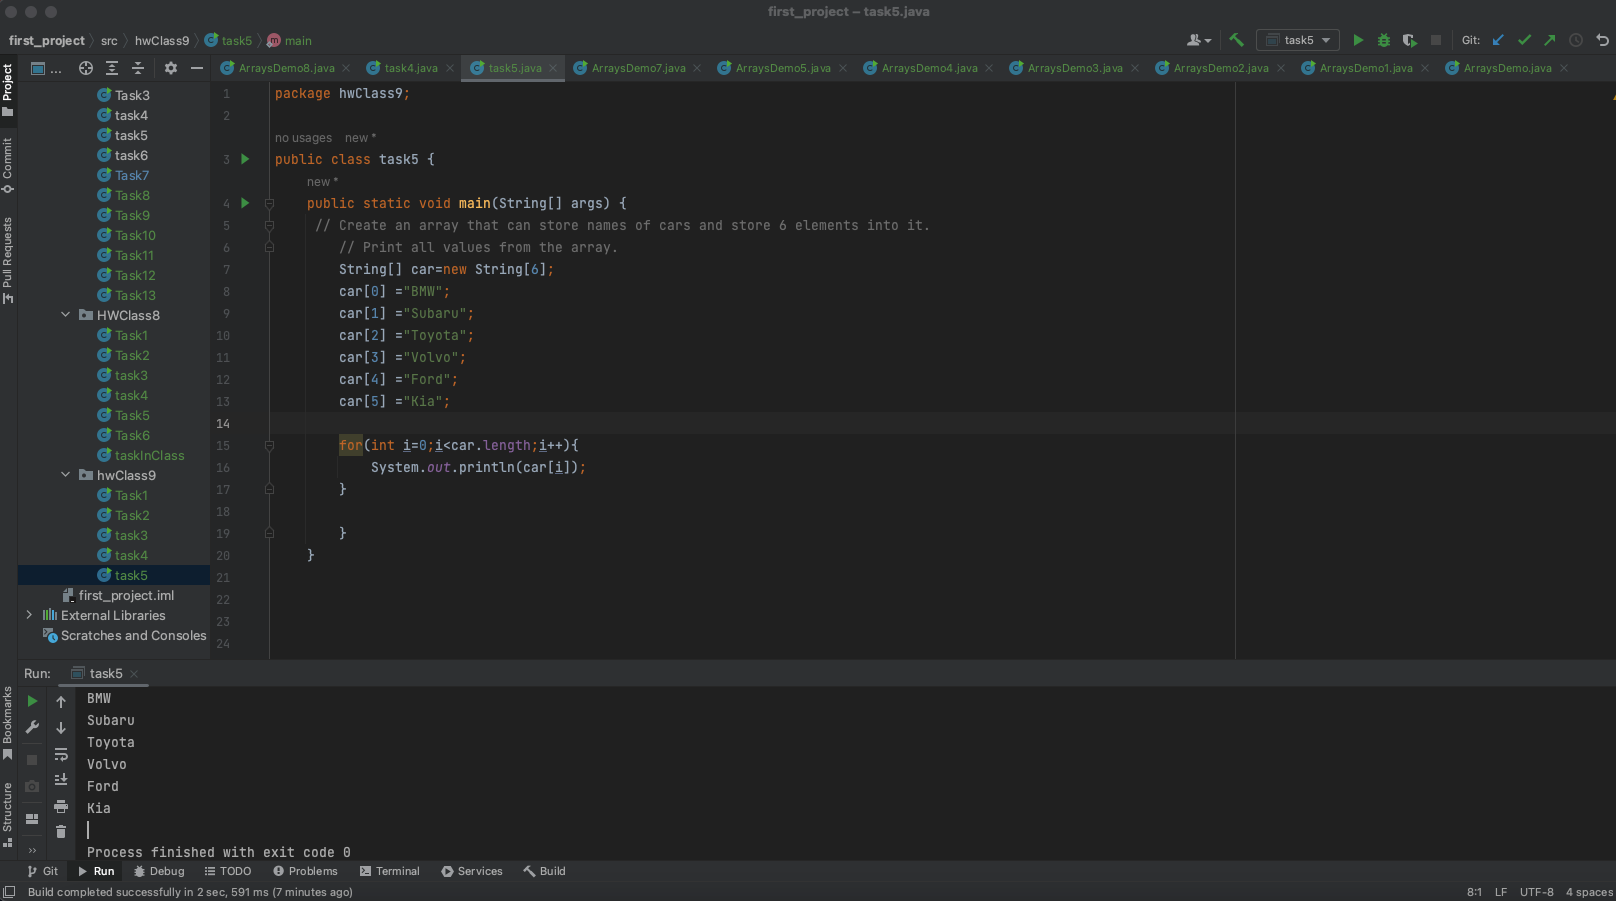 first_project – task5.java
first_project src hwClass9 task5 main
task5 Git:
Project
Commit
Pull Requests
Bookmarks
Structure
...
ArraysDemo8.java task4.java task5.java ArraysDemo7.java ArraysDemo5.java ArraysDemo4.java ArraysDemo3.java ArraysDemo2.java ArraysDemo1.java ArraysDemo.java
Task3
task4
task5
task6
Task7
Task8
Task9
Task10
Task11
Task12
Task13
HWClass8
Task1
Task2
task3
task4
Task5
Task6
taskInClass
hwClass9
Task1
Task2
task3
task4
task5
first_project.iml
External Libraries
Scratches and Consoles
1 package hwClass9;
2
no usages new *
3 public class task5 {
new *
4 public static void main(String[] args) {
5 // Create an array that can store names of cars and store 6 elements into it.
6 // Print all values from the array.
7 String[] car=new String[6];
8 car[0] ="BMW";
9 car[1] ="Subaru";
10 car[2] ="Toyota";
11 car[3] ="Volvo";
12 car[4] ="Ford";
13 car[5] ="Kia";
14
15 for(int i=0;i<car.length;i++){
16 System.out.println(car[i]);
17 }
18
19 }
20 }
21
22
23
24
Run: task5
BMW
Subaru
Toyota
Volvo
Ford
Kia
Process finished with exit code 0
Git Run Debug TODO Problems Terminal Services Build
Build completed successfully in 2 sec, 591 ms (7 minutes ago) 8:1 LF UTF-8 4 spaces